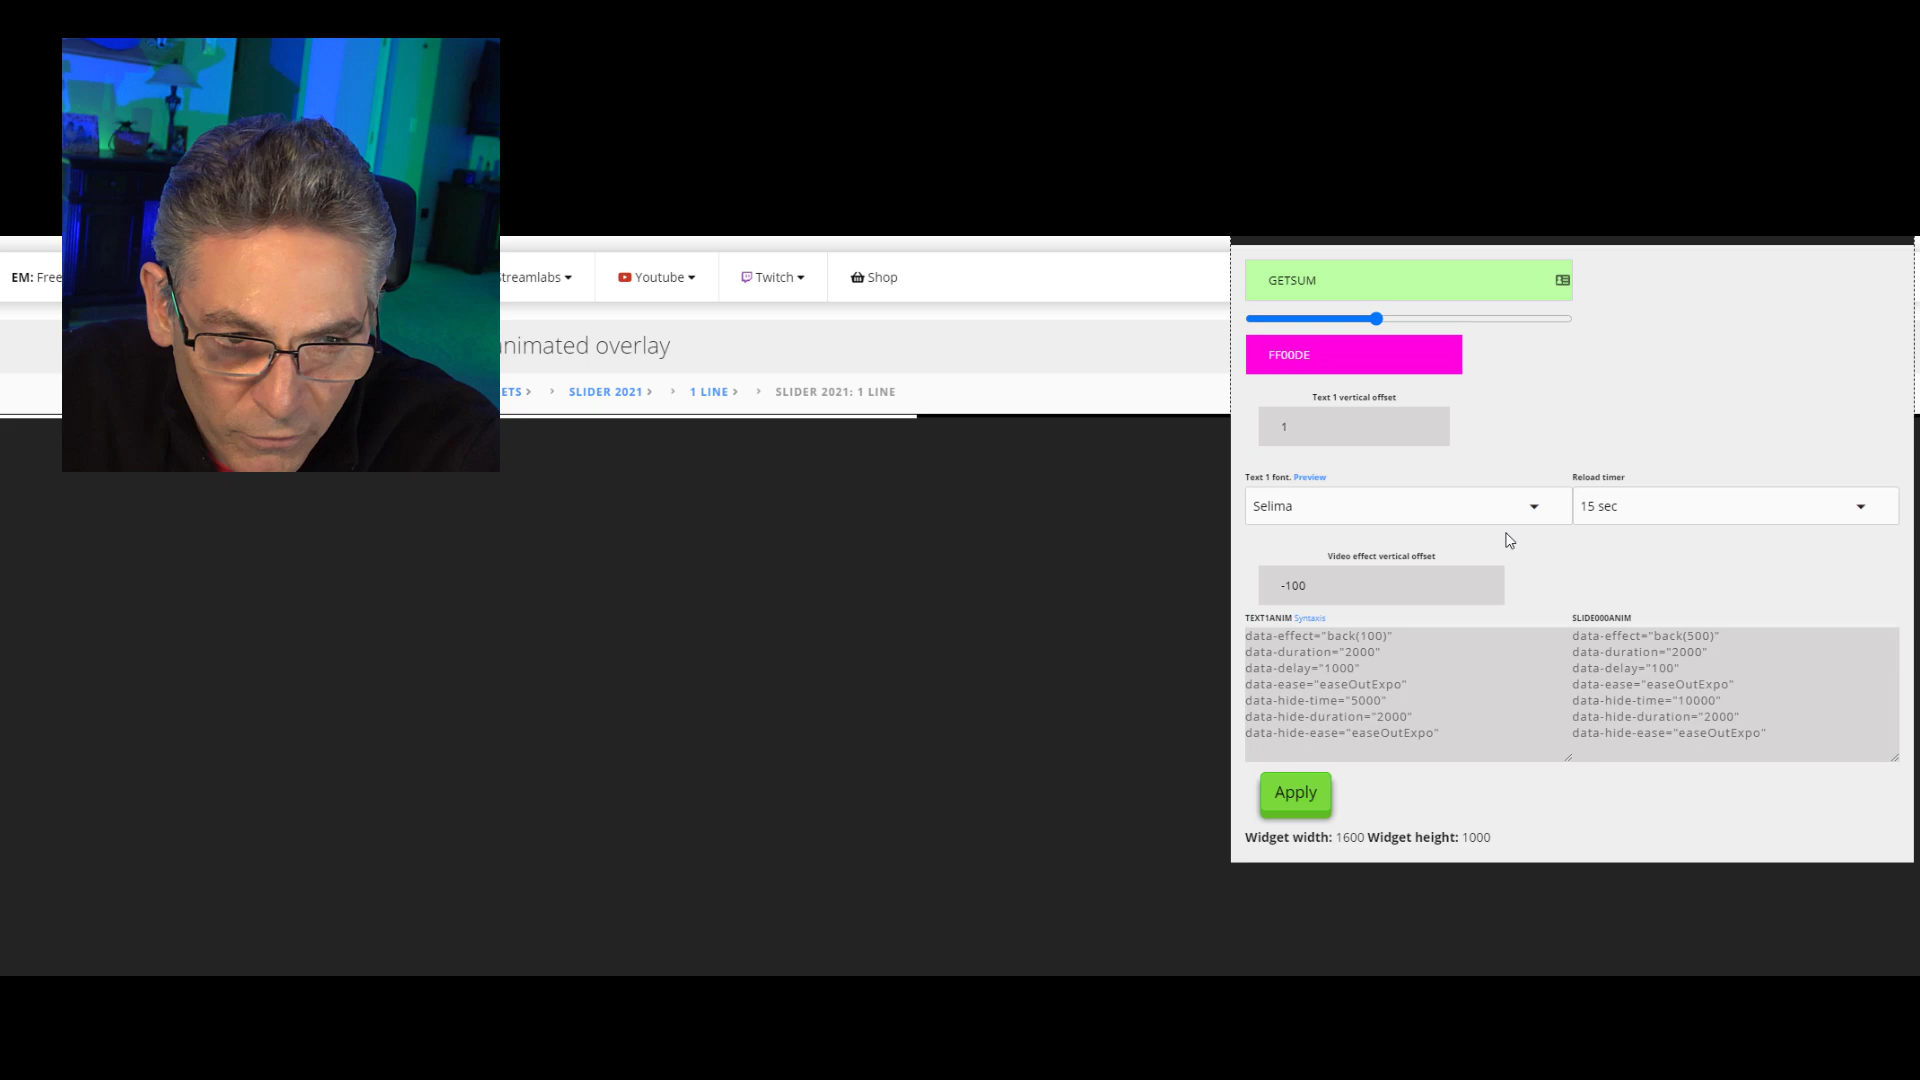 EM: Free
Streamlabs
Youtube
Twitch
Shop
animated overlay
ETS > > SLIDER 2021 > > 1 LINE > > SLIDER 2021: 1 LINE
GETSUM
FF00DE
Text 1 vertical offset
1
Text 1 font. Preview
Reload timer
Selima
15 sec
Video effect vertical offset
-100
TEXT1ANIM Syntaxis
data-effect="back(100)"
data-duration="2000"
data-delay="1000"
data-ease="easeOutExpo"
data-hide-time="5000"
data-hide-duration="2000"
data-hide-ease="easeOutExpo"
SLIDE000ANIM
data-effect="back(500)"
data-duration="2000"
data-delay="100"
data-ease="easeOutExpo"
data-hide-time="10000"
data-hide-duration="2000"
data-hide-ease="easeOutExpo"
Apply
Widget width: 1600 Widget height: 1000